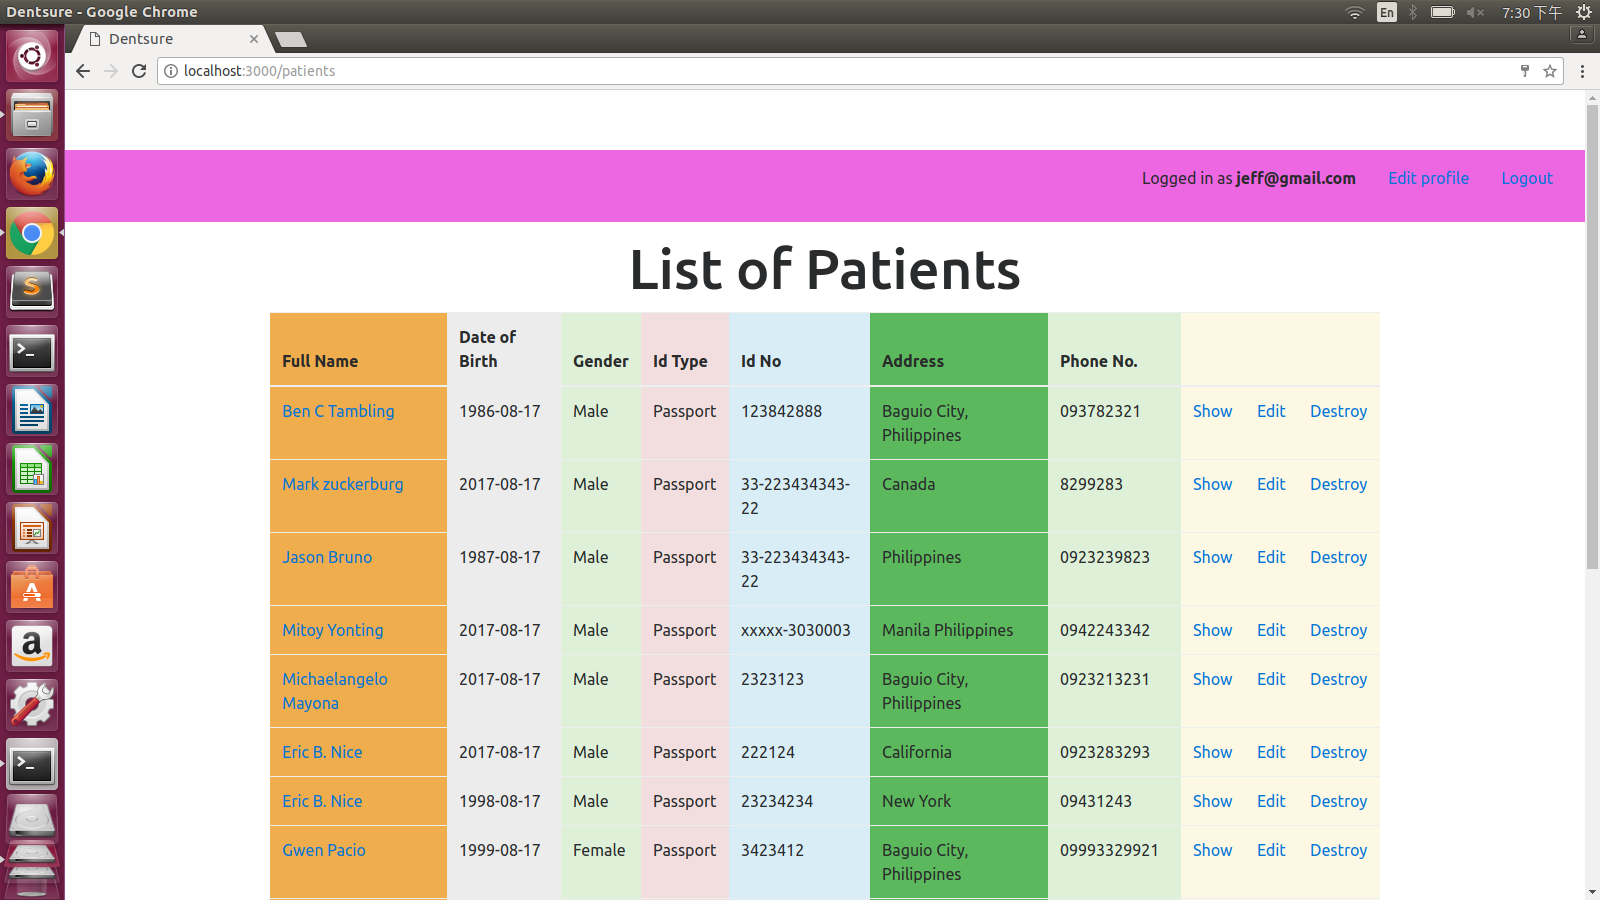 Dentsure - Google Chrome
En
7:30 下午
Dentsure
localhost:3000/patients
Logged in as jeff@gmail.com Edit profile Logout
List of Patients
Full Name Date of Birth Gender Id Type Id No Address Phone No.
Ben C Tambling 1986-08-17 Male Passport 123842888 Baguio City, Philippines 093782321 Show Edit Destroy
Mark zuckerburg 2017-08-17 Male Passport 33-223434343-22 Canada 8299283 Show Edit Destroy
Jason Bruno 1987-08-17 Male Passport 33-223434343-22 Philippines 0923239823 Show Edit Destroy
Mitoy Yonting 2017-08-17 Male Passport xxxxx-3030003 Manila Philippines 0942243342 Show Edit Destroy
Michaelangelo Mayona 2017-08-17 Male Passport 2323123 Baguio City, Philippines 0923213231 Show Edit Destroy
Eric B. Nice 2017-08-17 Male Passport 222124 California 0923283293 Show Edit Destroy
Eric B. Nice 1998-08-17 Male Passport 23234234 New York 09431243 Show Edit Destroy
Gwen Pacio 1999-08-17 Female Passport 3423412 Baguio City, Philippines 09993329921 Show Edit Destroy